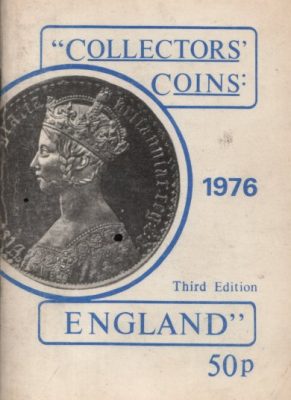 "COLLECTORS'
COINS:
1976
Third Edition
ENGLAND"
50p